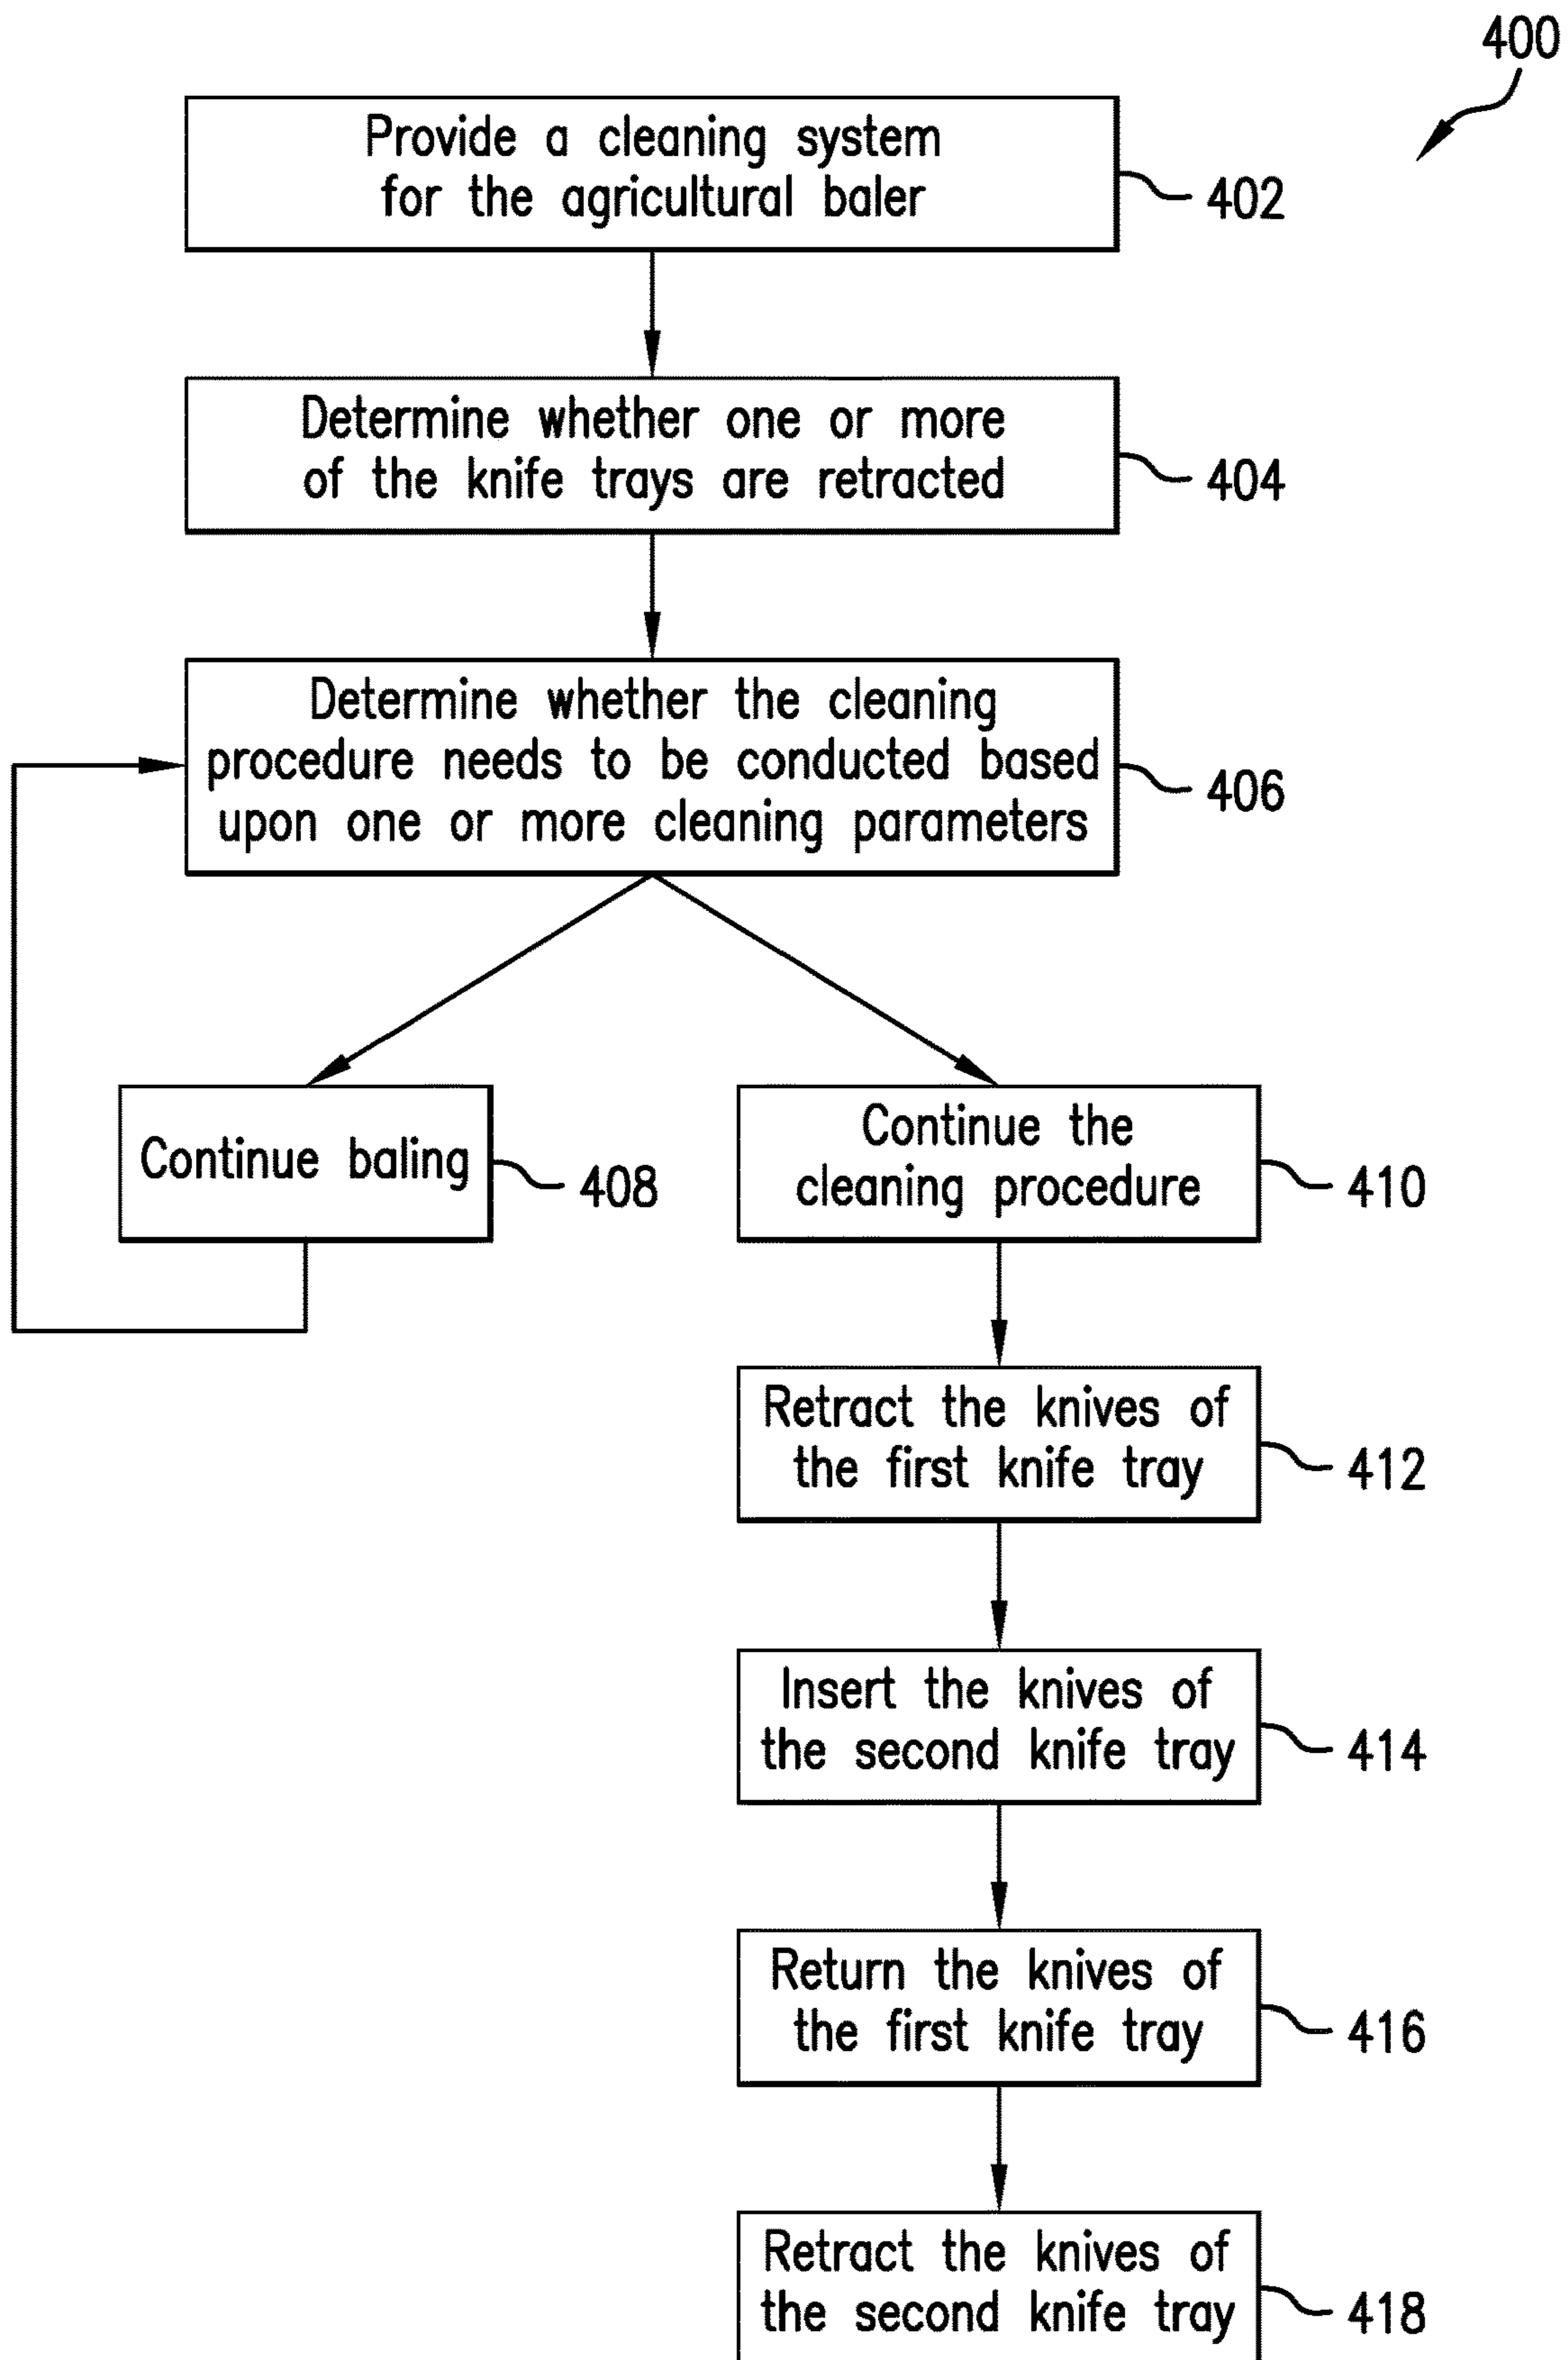 400
Provide a cleaning system
for the agricultural baler
402
Determine whether one or more
of the knife trays are retracted
404
Determine whether the cleaning
procedure needs to be conducted based
upon one or more cleaning parameters
406
Continue baling
408
Continue the
cleaning procedure
410
Retract the knives of
the first knife tray
412
Insert the knives of
the second knife tray
414
Return the knives of
the first knife tray
416
Retract the knives of
the second knife tray
418